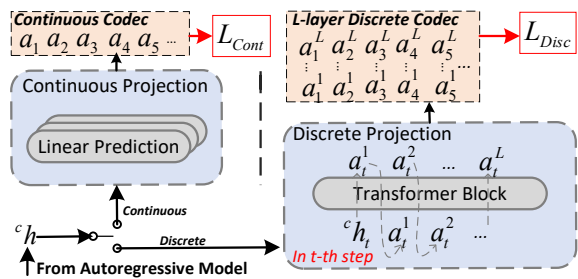 Continuous Codec
a₁ a₂ a₃ a₄ a₅ ...
L_Cont
Continuous Projection
Linear Prediction
Continuous
ᶜh
Discrete
From Autoregressive Model
L-layer Discrete Codec
a₁ᴸ a₂ᴸ a₃ᴸ a₄ᴸ a₅ᴸ
⋮ ⋮ ⋮ ⋮ ⋮ ...
a₁¹ a₂¹ a₃¹ a₄¹ a₅¹
L_Disc
Discrete Projection
aₜ¹ aₜ² ... aₜᴸ
Transformer Block
ᶜhₜ aₜ¹ aₜ² ...
In t-th step